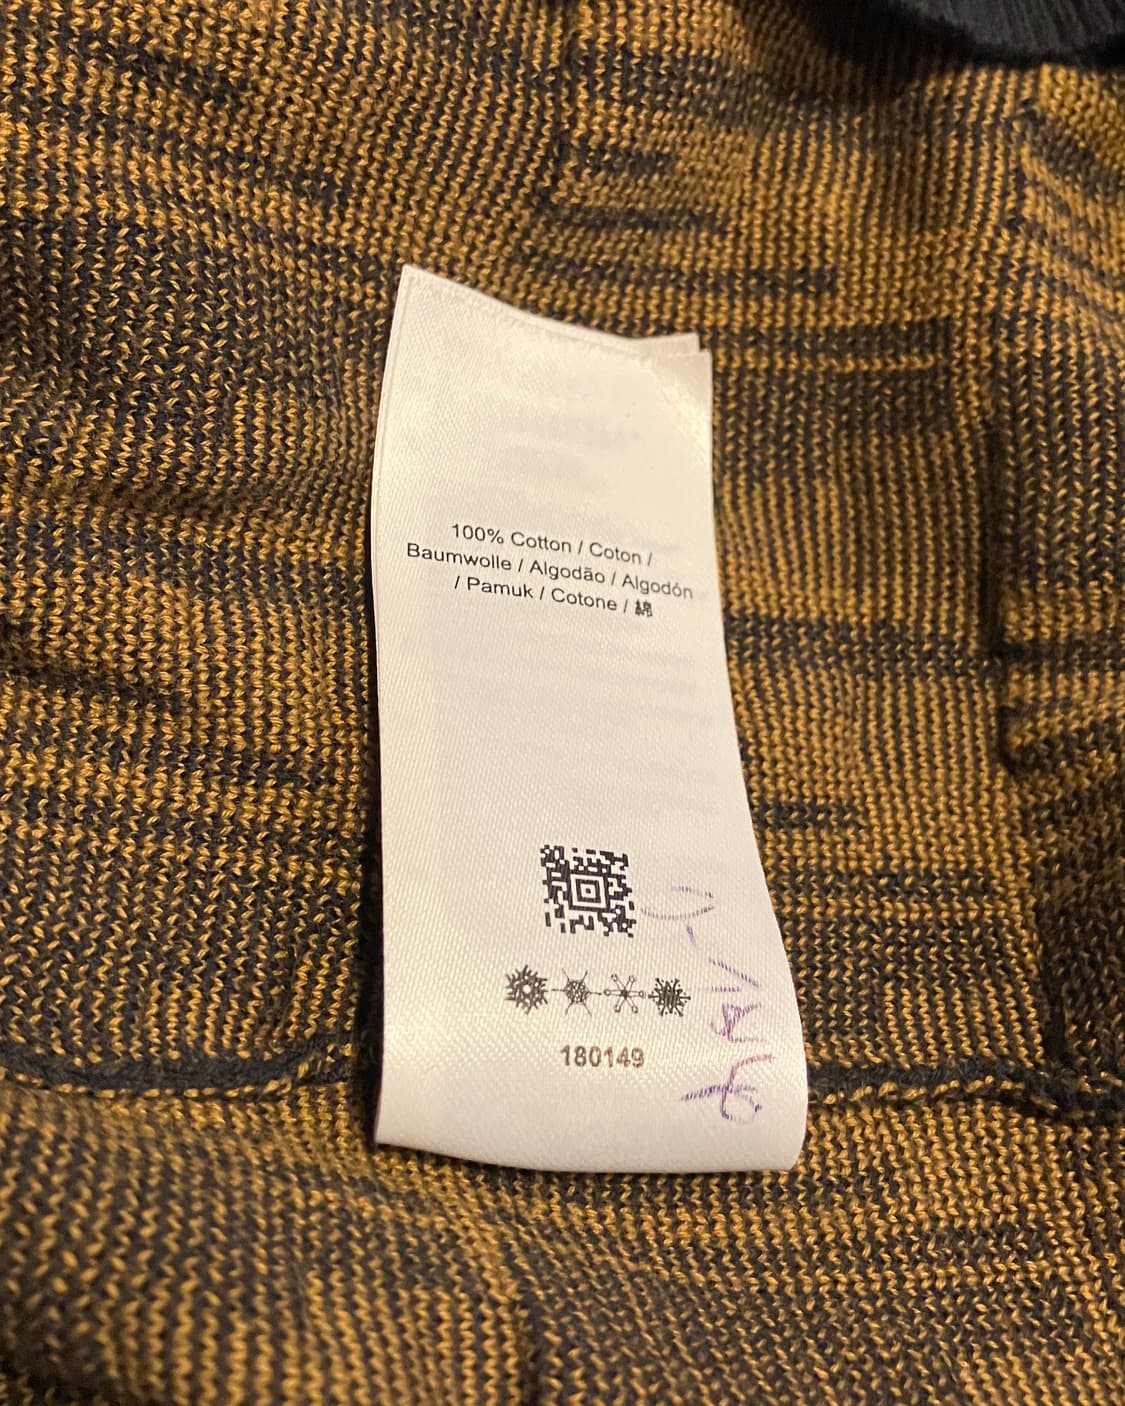 100% Cotton / Coton /
Baumwolle / Algodão / Algodón
/ Pamuk / Cotone / 綿
180149